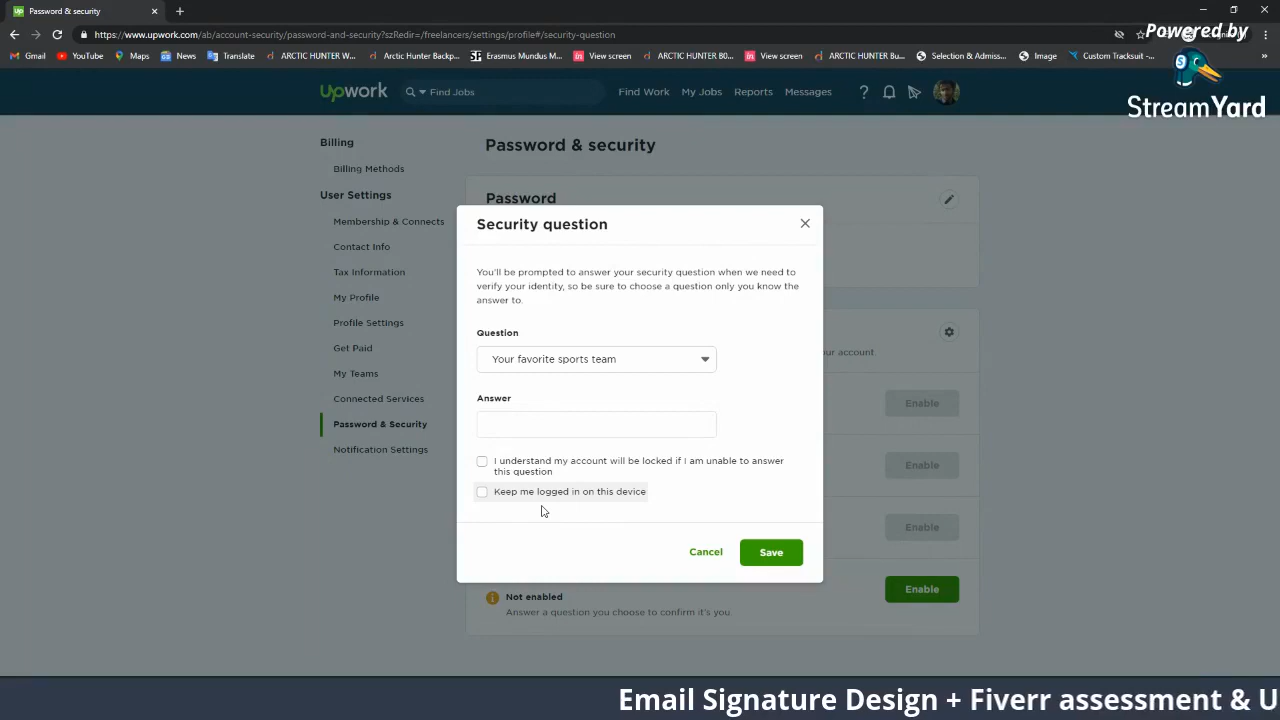 Password & security
https://www.upwork.com/ab/account-security/password-and-security?szRedir=/freelancers/settings/profile#/security-question
Gmail YouTube Maps News Translate ARCTIC HUNTER W... ARCTIC Hunter Backp... Erasmus Mundus M... View screen ARCTIC HUNTER B0... View screen ARCTIC HUNTER BU... Selection & Admiss... Image Custom Tracksuit -...
Powered by
StreamYard
upwork Find Jobs Find Work My Jobs Reports Messages
Billing
Billing Methods
User Settings
Membership & Connects
Contact Info
Tax Information
My Profile
Profile Settings
Get Paid
My Teams
Connected Services
Password & Security
Notification Settings
Password & security
Password
Security question
You'll be prompted to answer your security question when we need to
verify your identity, so be sure to choose a question only you know the
answer to.
Question
Your favorite sports team
Answer
I understand my account will be locked if I am unable to answer
this question
Keep me logged in on this device
Cancel Save
our account.
Enable
Enable
Enable
Enable
Not enabled
Answer a question you choose to confirm it's you.
Email Signature Design + Fiverr assessment & U